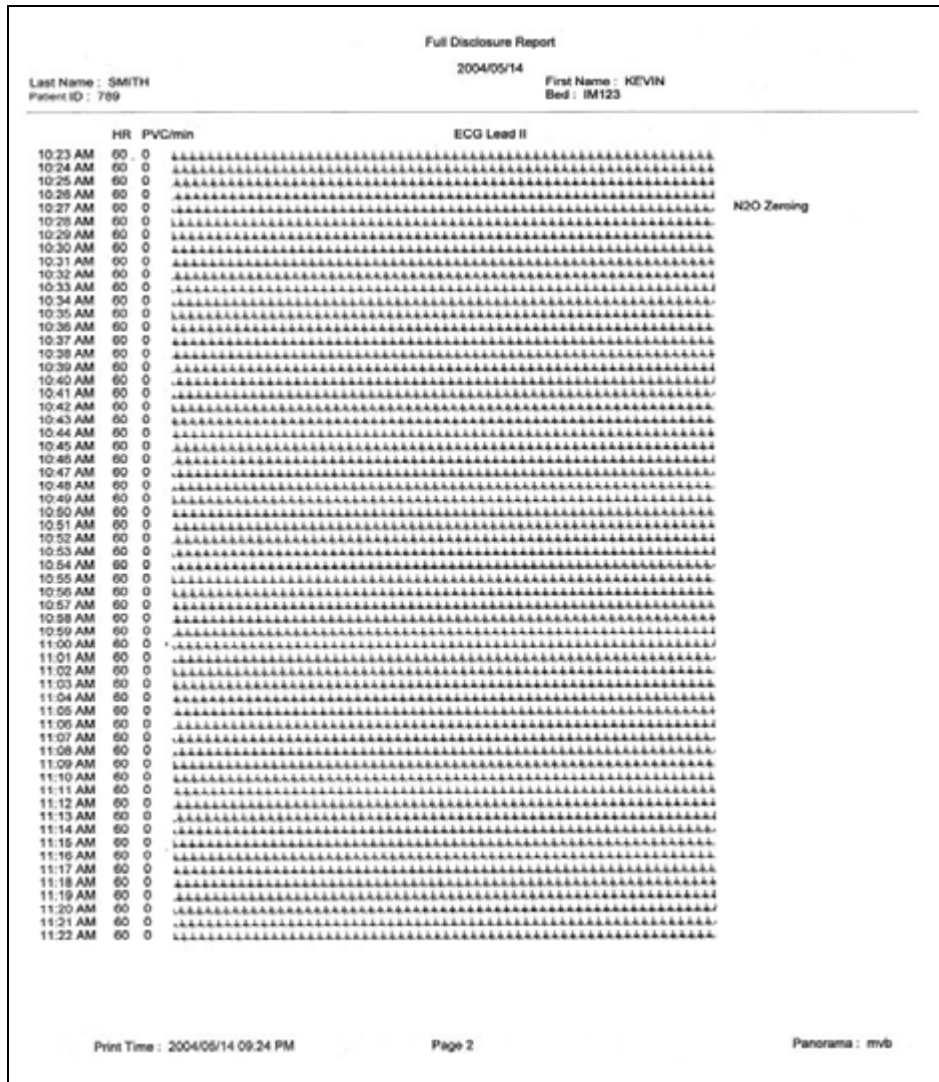 Full Disclosure Report
2004/05/14
Last Name : SMITH First Name : KEVIN
Patient ID : 789 Bed : IM123
HR PVC/min ECG Lead II
10:23 AM 60 0
10:24 AM 60 0
10:25 AM 60 0
10:26 AM 60 0
10:27 AM 60 0 N2O Zeroing
10:28 AM 60 0
10:29 AM 60 0
10:30 AM 60 0
10:31 AM 60 0
10:32 AM 60 0
10:33 AM 60 0
10:34 AM 60 0
10:35 AM 60 0
10:36 AM 60 0
10:37 AM 60 0
10:38 AM 60 0
10:39 AM 60 0
10:40 AM 60 0
10:41 AM 60 0
10:42 AM 60 0
10:43 AM 60 0
10:44 AM 60 0
10:45 AM 60 0
10:46 AM 60 0
10:47 AM 60 0
10:48 AM 60 0
10:49 AM 60 0
10:50 AM 60 0
10:51 AM 60 0
10:52 AM 60 0
10:53 AM 60 0
10:54 AM 60 0
10:55 AM 60 0
10:56 AM 60 0
10:57 AM 60 0
10:58 AM 60 0
10:59 AM 60 0
11:00 AM 60 0
11:01 AM 60 0
11:02 AM 60 0
11:03 AM 60 0
11:04 AM 60 0
11:05 AM 60 0
11:06 AM 60 0
11:07 AM 60 0
11:08 AM 60 0
11:09 AM 60 0
11:10 AM 60 0
11:11 AM 60 0
11:12 AM 60 0
11:13 AM 60 0
11:14 AM 60 0
11:15 AM 60 0
11:16 AM 60 0
11:17 AM 60 0
11:18 AM 60 0
11:19 AM 60 0
11:20 AM 60 0
11:21 AM 60 0
11:22 AM 60 0
Print Time : 2004/05/14 09:24 PM Page 2 Panorama : mvb